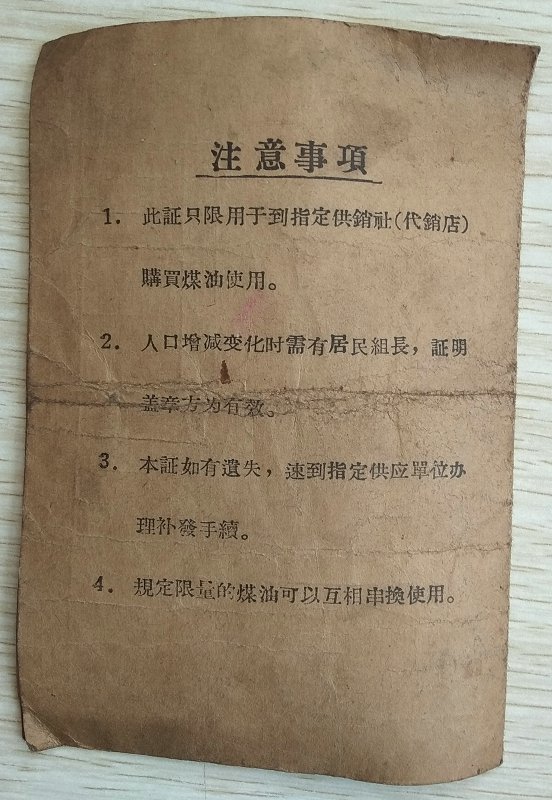 注意事項
1. 此証只限用于到指定供銷社(代銷店)
購買煤油使用。
2. 人口增減变化时需有居民組長，証明
盖章方为有效。
3. 本証如有遺失，速到指定供应單位办
理补發手續。
4. 規定限量的煤油可以互相串換使用。